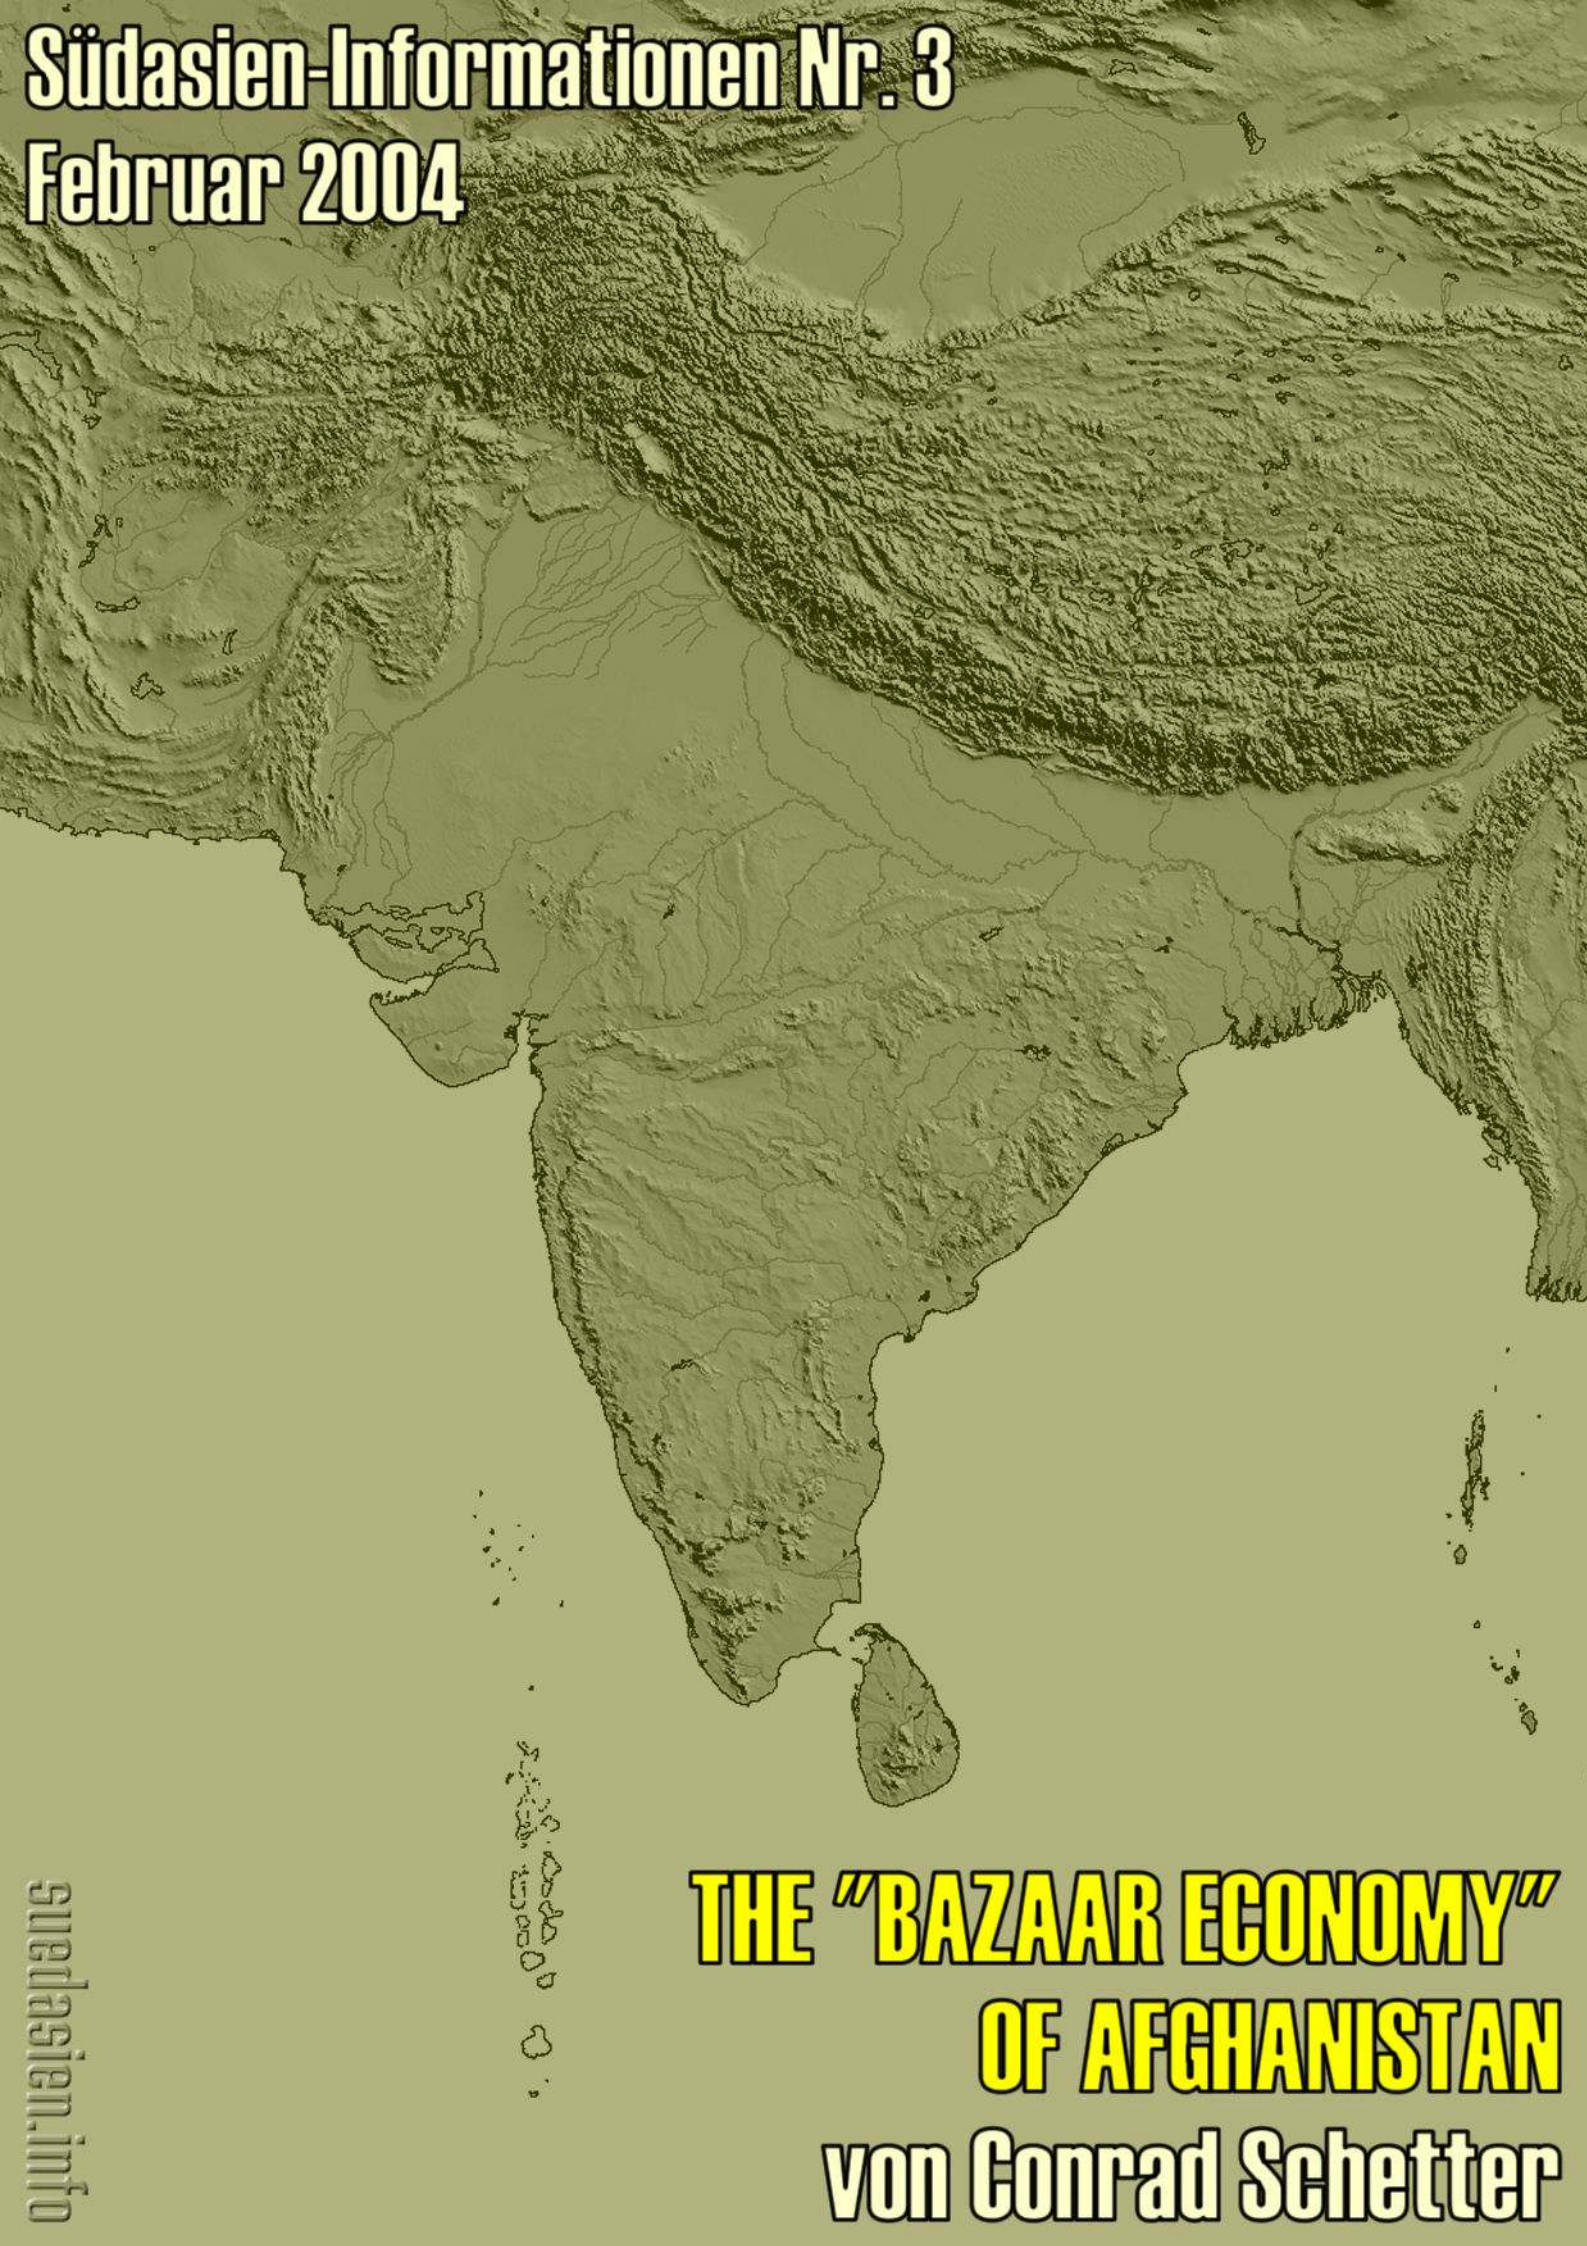 Südasien-Informationen Nr. 3
Februar 2004
THE "BAZAAR ECONOMY"
OF AFGHANISTAN
von Conrad Schetter
suedasien.info